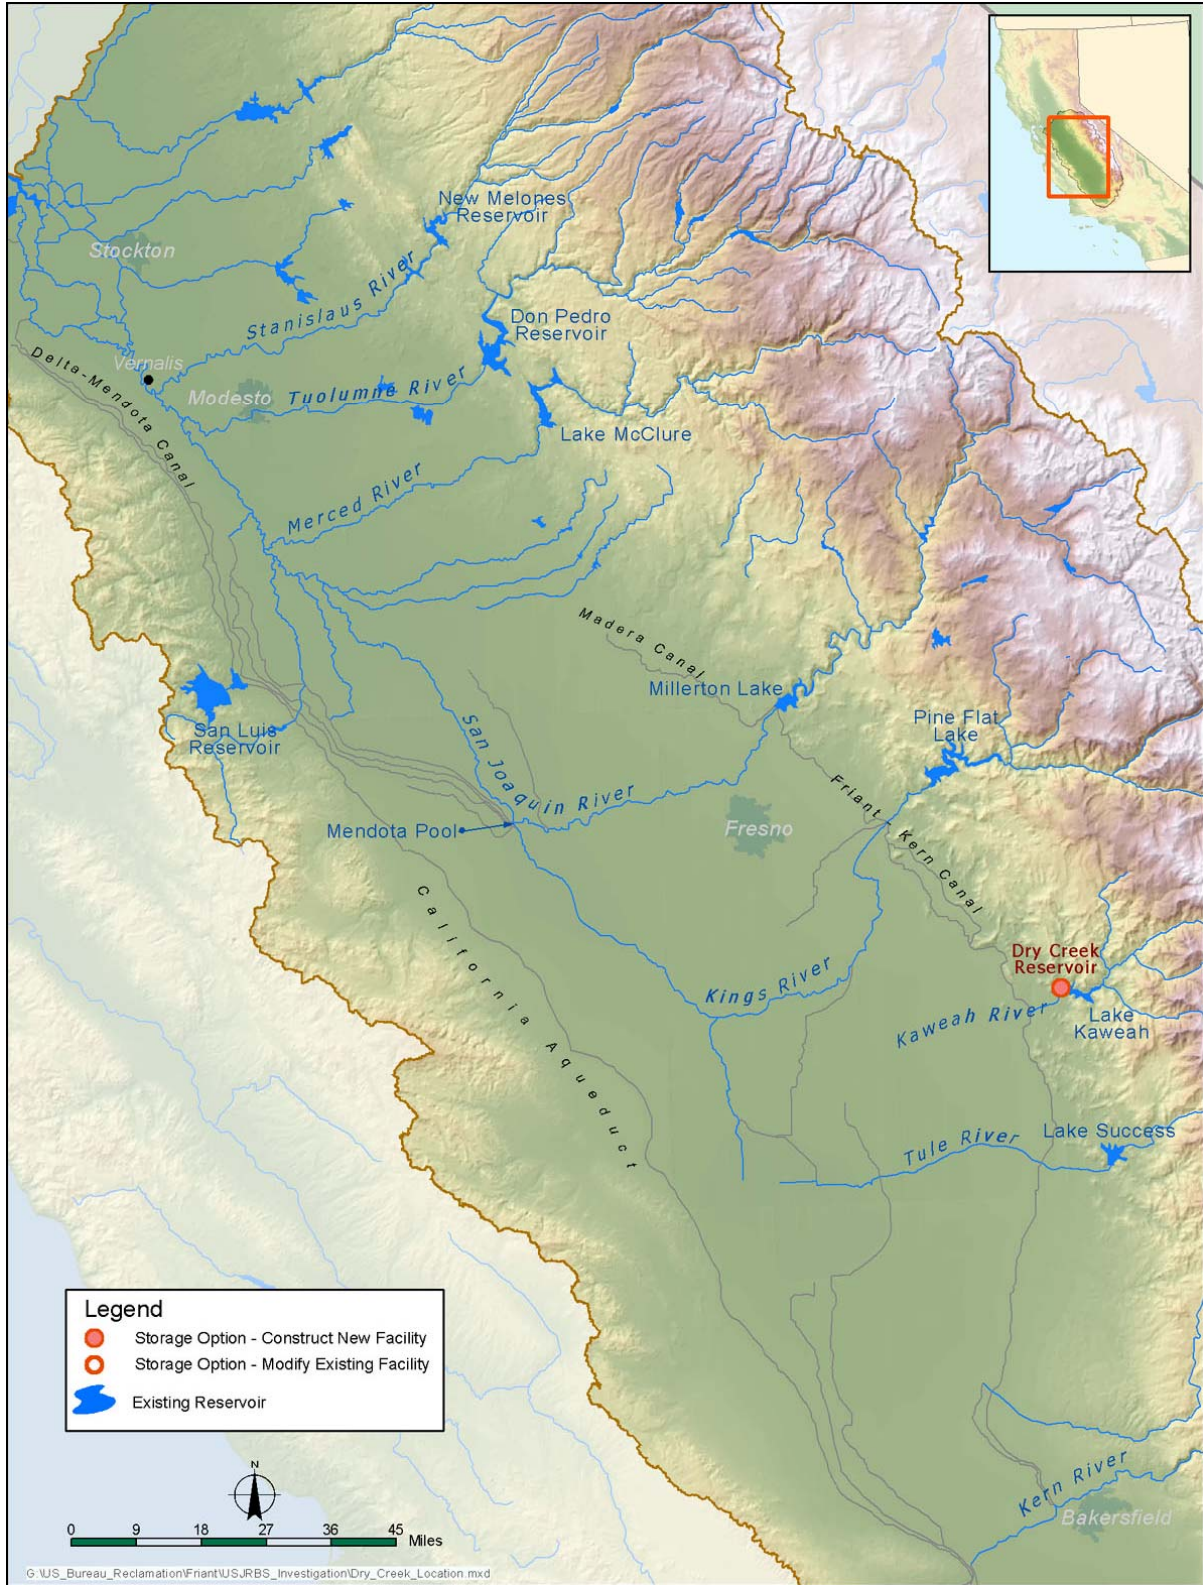 New Melones
Reservoir
Stockton
Stanislaus River
Don Pedro
Reservoir
Vernalis
Delta-Mendota Canal
Modesto
Tuolumne River
Lake McClure
Merced River
Madera Canal
Millerton Lake
San Luis
Reservoir
Pine Flat
Lake
San Joaquin River
Friant - Kern Canal
Mendota Pool
Fresno
California Aqueduct
Dry Creek
Reservoir
Kings River
Kaweah River
Lake
Kaweah
Lake Success
Tule River
Legend
Storage Option - Construct New Facility
Storage Option - Modify Existing Facility
Existing Reservoir
N
0 9 18 27 36 45
Miles
Kern River
Bakersfield
G:\US_Bureau_Reclamation\Friant\USJRBS_Investigation\Dry_Creek_Location.mxd